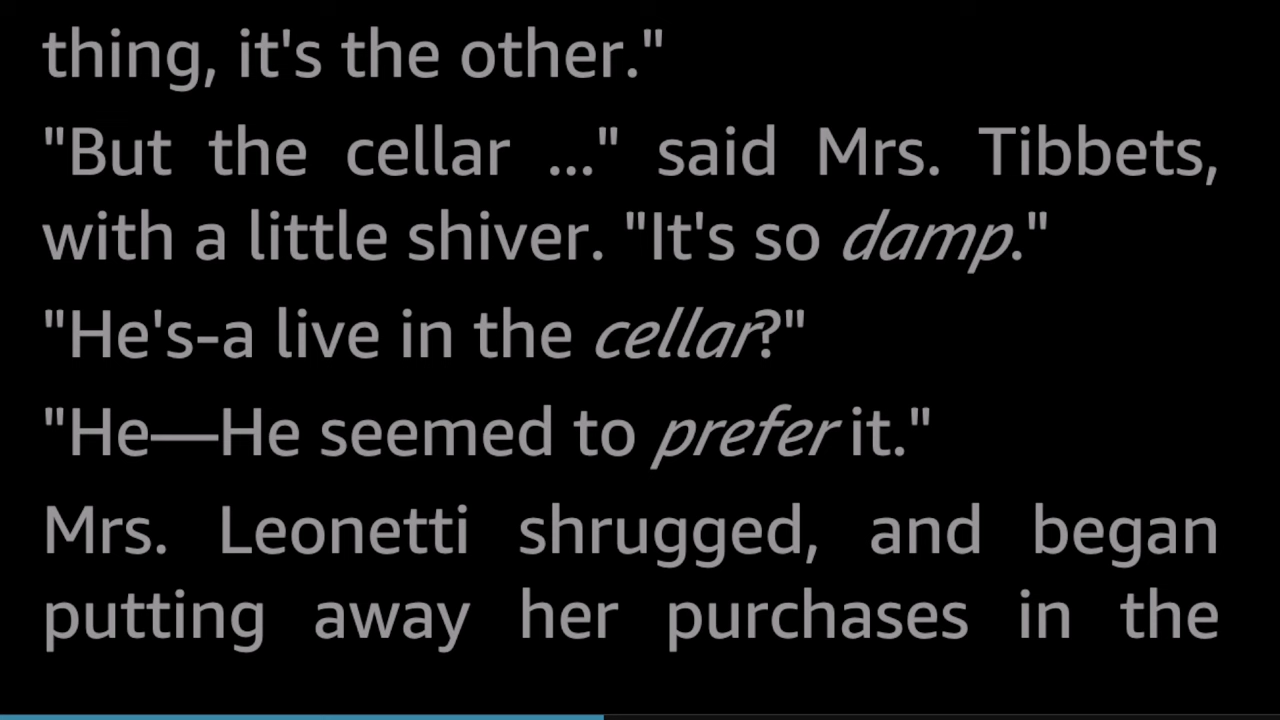 thing, it's the other."
"But the cellar ..." said Mrs. Tibbets,
with a little shiver. "It's so damp."
"He's-a live in the cellar?"
"He—He seemed to prefer it."
Mrs. Leonetti shrugged, and began
putting away her purchases in the